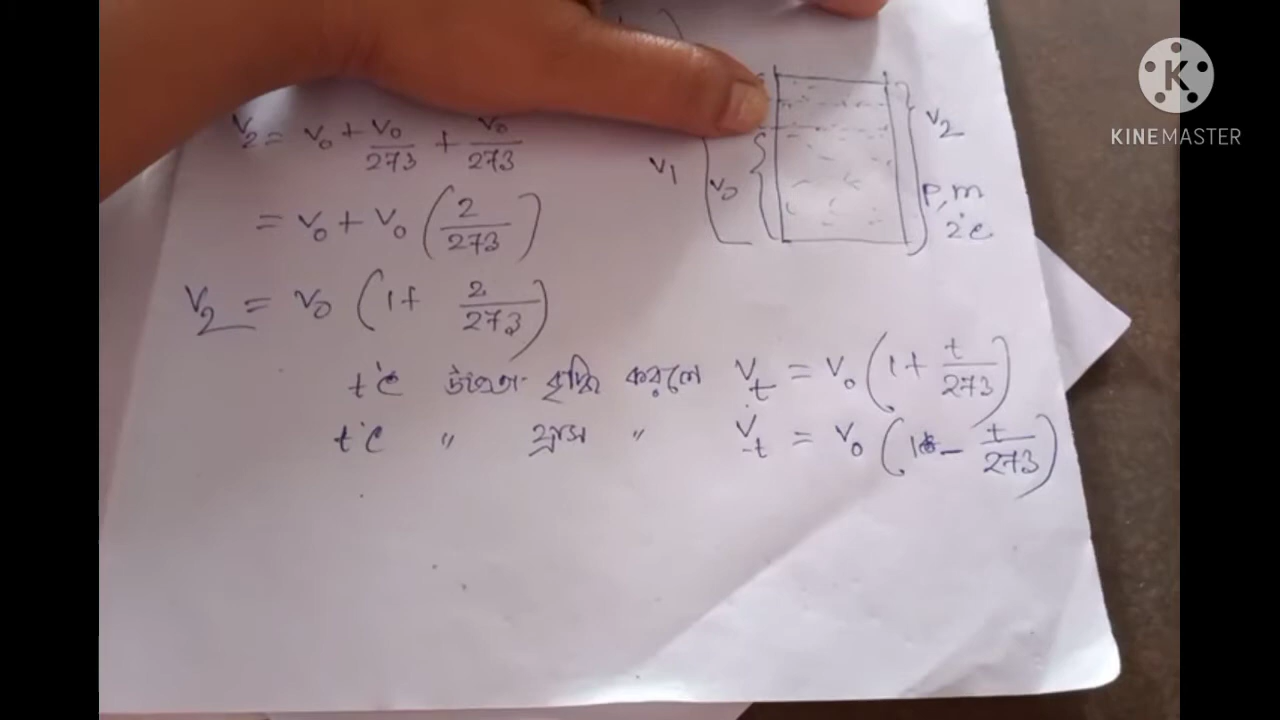 V₂ = V₀ + V₀/273 + V₀/273
= V₀ + V₀ (2/273)
V₂ = V₀ (1 + 2/273)
V₁
V₀
V₂
P, m
2°C
t°C উষ্ণতা বৃদ্ধি করলে Vt = V₀ (1 + t/273)
t°C " হ্রাস " V-t = V₀ (1 - t/273)
K
KINEMASTER